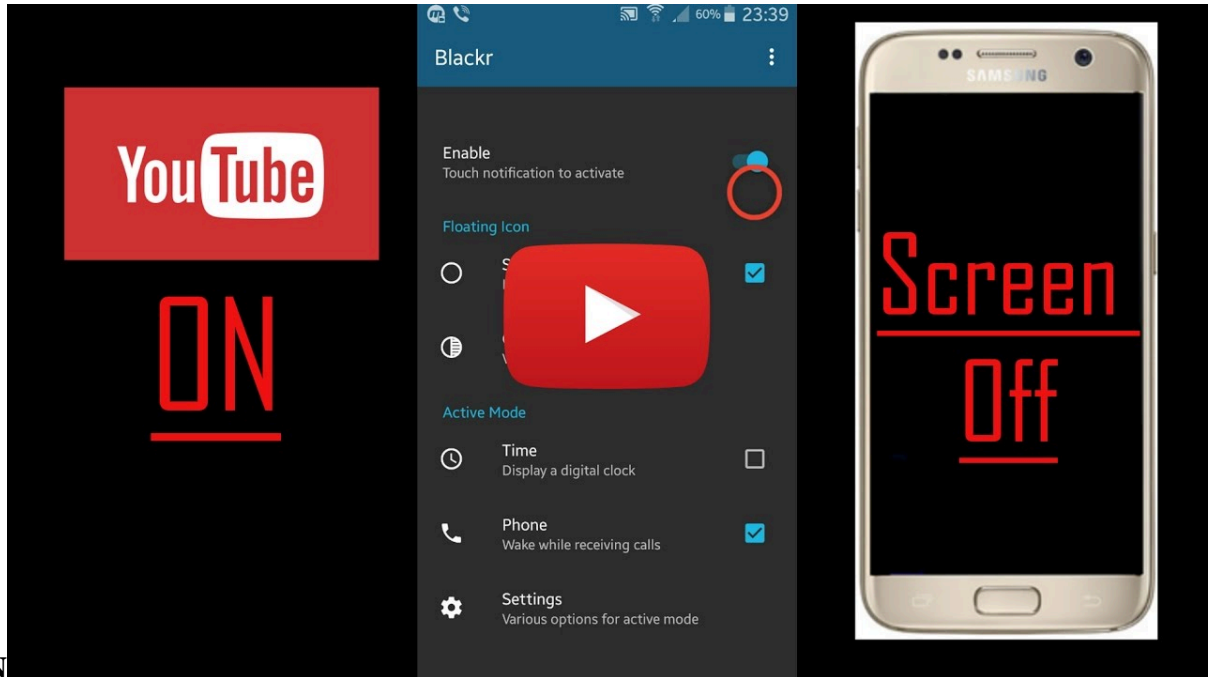 YouTube
ON
60% 23:39
Blackr
Enable
Touch notification to activate
Floating Icon
Active Mode
Time
Display a digital clock
Phone
Wake while receiving calls
Settings
Various options for active mode
SAMSUNG
Screen
Off